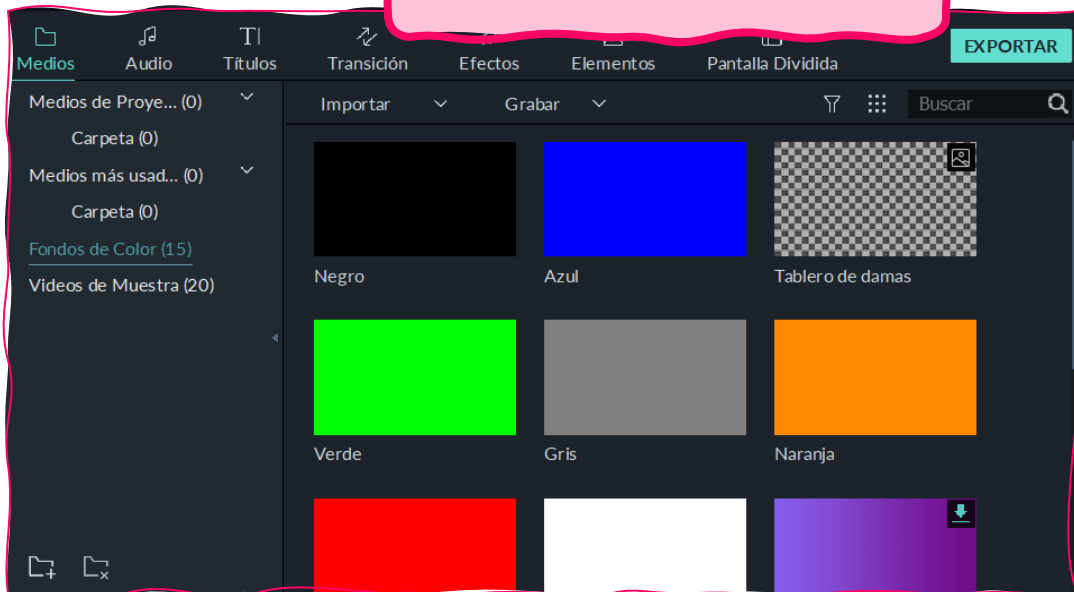 Medios Audio Títulos Transición Efectos Elementos Pantalla Dividida EXPORTAR
Medios de Proye... (0)
Carpeta (0)
Medios más usad... (0)
Carpeta (0)
Fondos de Color (15)
Videos de Muestra (20)
Importar Grabar Buscar
Negro Azul Tablero de damas
Verde Gris Naranja